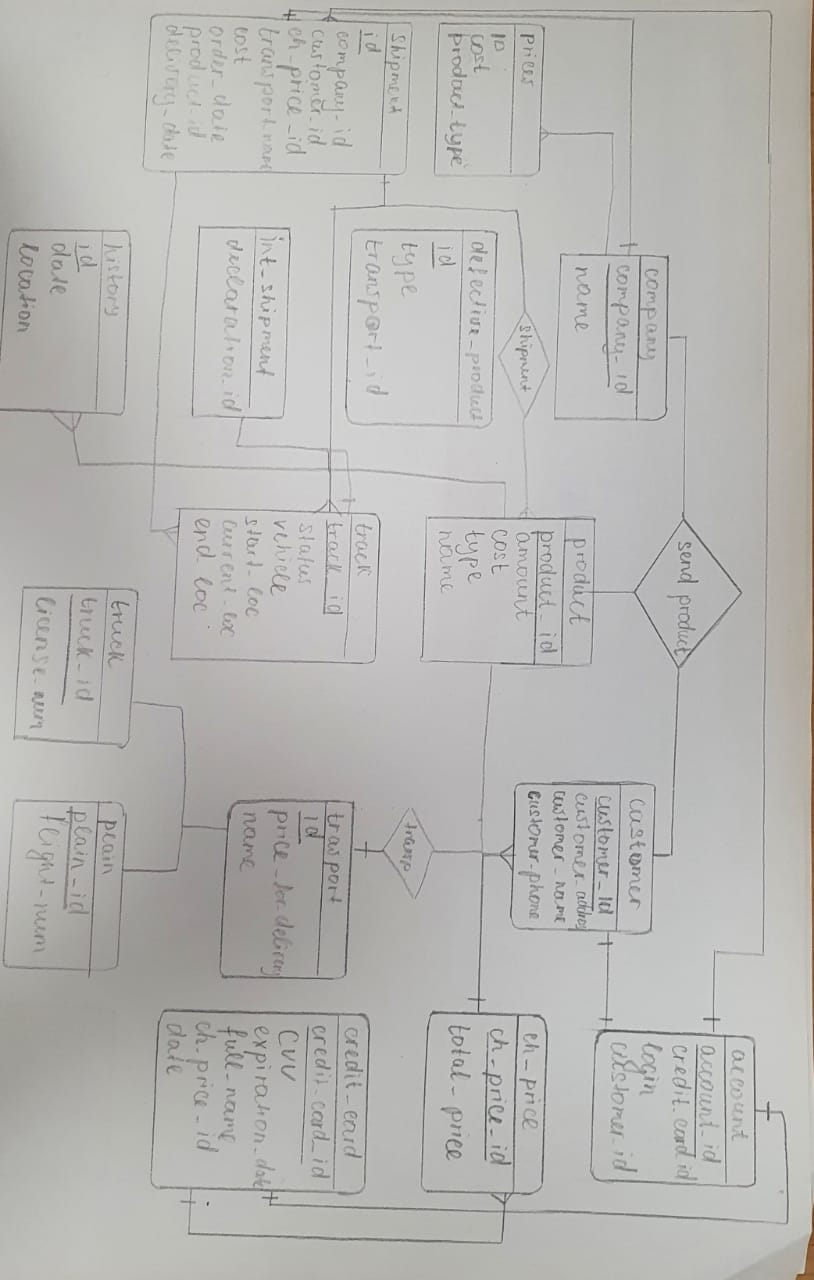 send product
account
account_id
credit_card_id
login
customer_id
company
company_id
name
customer
customer_Id
customer_addres
customer_name
customer_phone
product
product_id
amount
cost
type
name
prices
ID
cost
product_type
shipment
defective_product
id
type
transport_id
ch_price
ch_price_id
total_price
transp
shipment
id
company_id
customer_id
ch_price_id
transport_name
cost
order_date
product_id
delivery_date
track
track_id
status
vehicle
start_loc
current_loc
end_loc
int_shipment
declaration_id
trasport
id
price_for_delivery
name
credit_card
credit_card_id
CVV
expiration_date
full_name
ch_price_id
date
history
id
date
location
truck
truck_id
license_num
plain
plain_id
flight_num